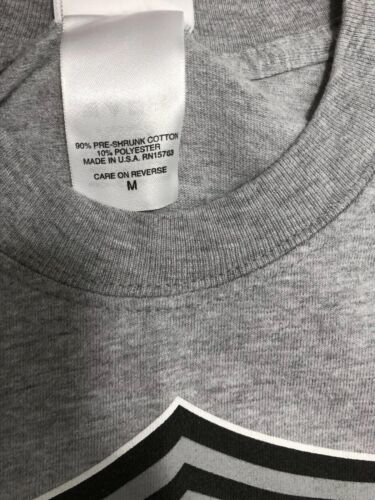 90% PRE-SHRUNK COTTON
10% POLYESTER
MADE IN U.S.A. RN15763
CARE ON REVERSE
M